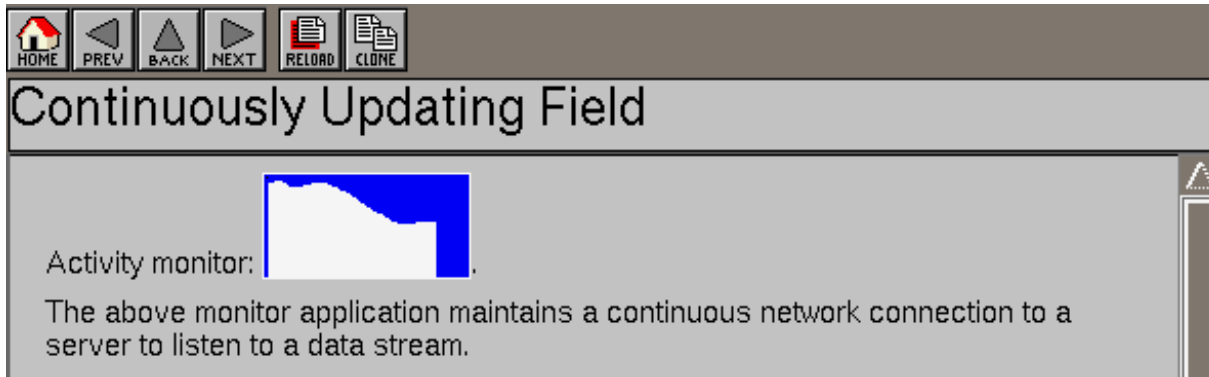 HOME PREV BACK NEXT RELOAD CLONE
Continuously Updating Field
Activity monitor: .
The above monitor application maintains a continuous network connection to a
server to listen to a data stream.